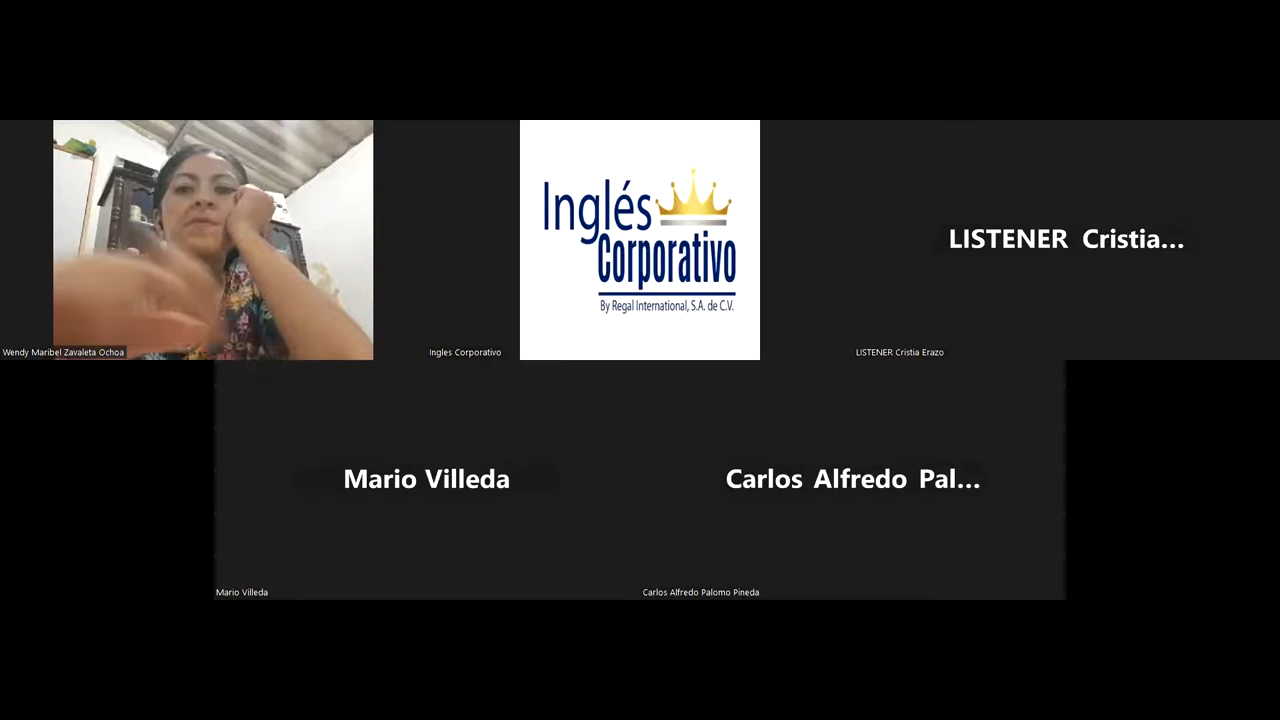 Inglés
Corporativo
By Regal International, S.A. de C.V.
LISTENER Cristia...
Wendy Maribel Zavaleta Ochoa
Ingles Corporativo
LISTENER Cristia Erazo
Mario Villeda
Carlos Alfredo Pal...
Mario Villeda
Carlos Alfredo Palomo Pineda